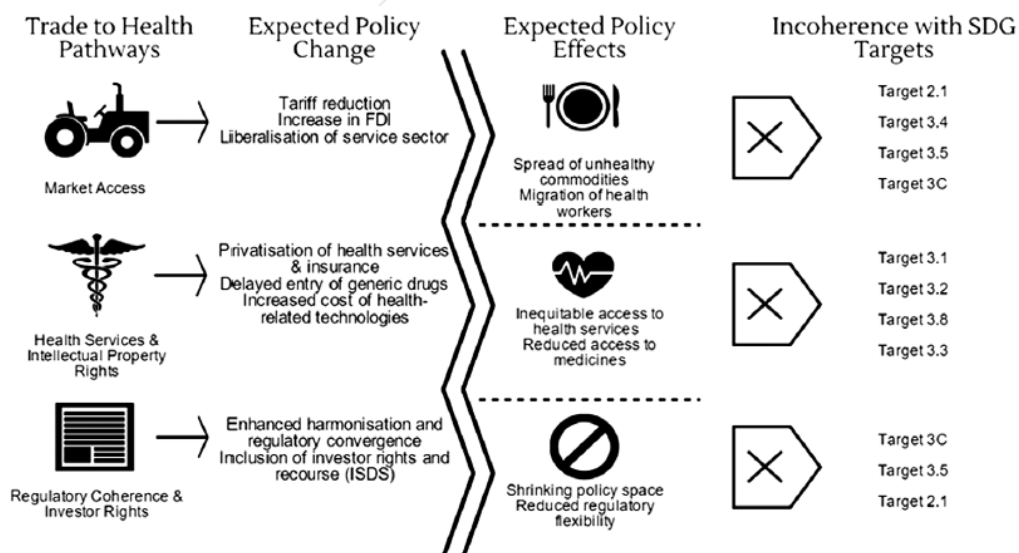 Trade to Health
Pathways
Expected Policy
Change
Expected Policy
Effects
Incoherence with SDG
Targets
Market Access
Tariff reduction
Increase in FDI
Liberalisation of service sector
Spread of unhealthy
commodities
Migration of health
workers
Target 2.1
Target 3.4
Target 3.5
Target 3C
Health Services &
Intellectual Property
Rights
Privatisation of health services
& insurance
Delayed entry of generic drugs
Increased cost of health-
related technologies
Inequitable access to
health services
Reduced access to
medicines
Target 3.1
Target 3.2
Target 3.8
Target 3.3
Regulatory Coherence &
Investor Rights
Enhanced harmonisation and
regulatory convergence
Inclusion of investor rights and
recourse (ISDS)
Shrinking policy space
Reduced regulatory
flexibility
Target 3C
Target 3.5
Target 2.1